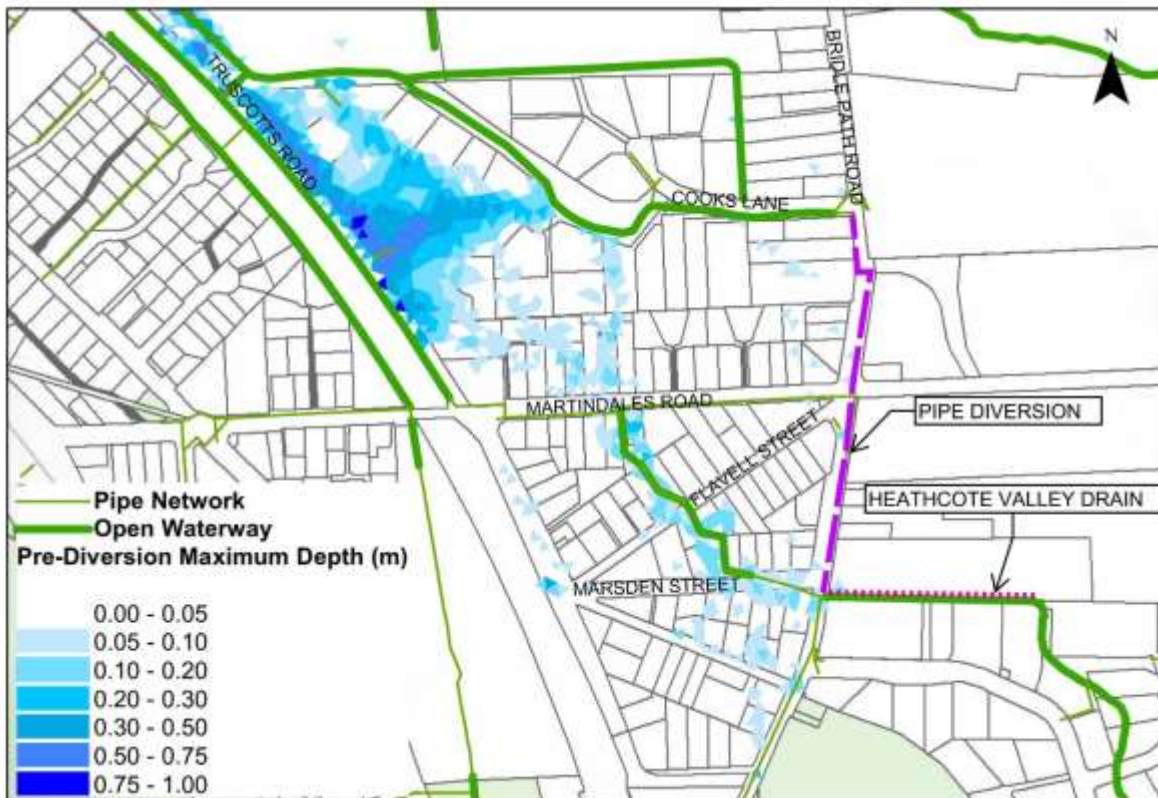 N
BRIDLE PATH ROAD
TRUSCOTTS ROAD
COOKS LANE
MARTINDALES ROAD
PIPE DIVERSION
FLAVELL STREET
HEATHCOTE VALLEY DRAIN
MARSDEN STREET
Pipe Network
Open Waterway
Pre-Diversion Maximum Depth (m)
0.00 - 0.05
0.05 - 0.10
0.10 - 0.20
0.20 - 0.30
0.30 - 0.50
0.50 - 0.75
0.75 - 1.00